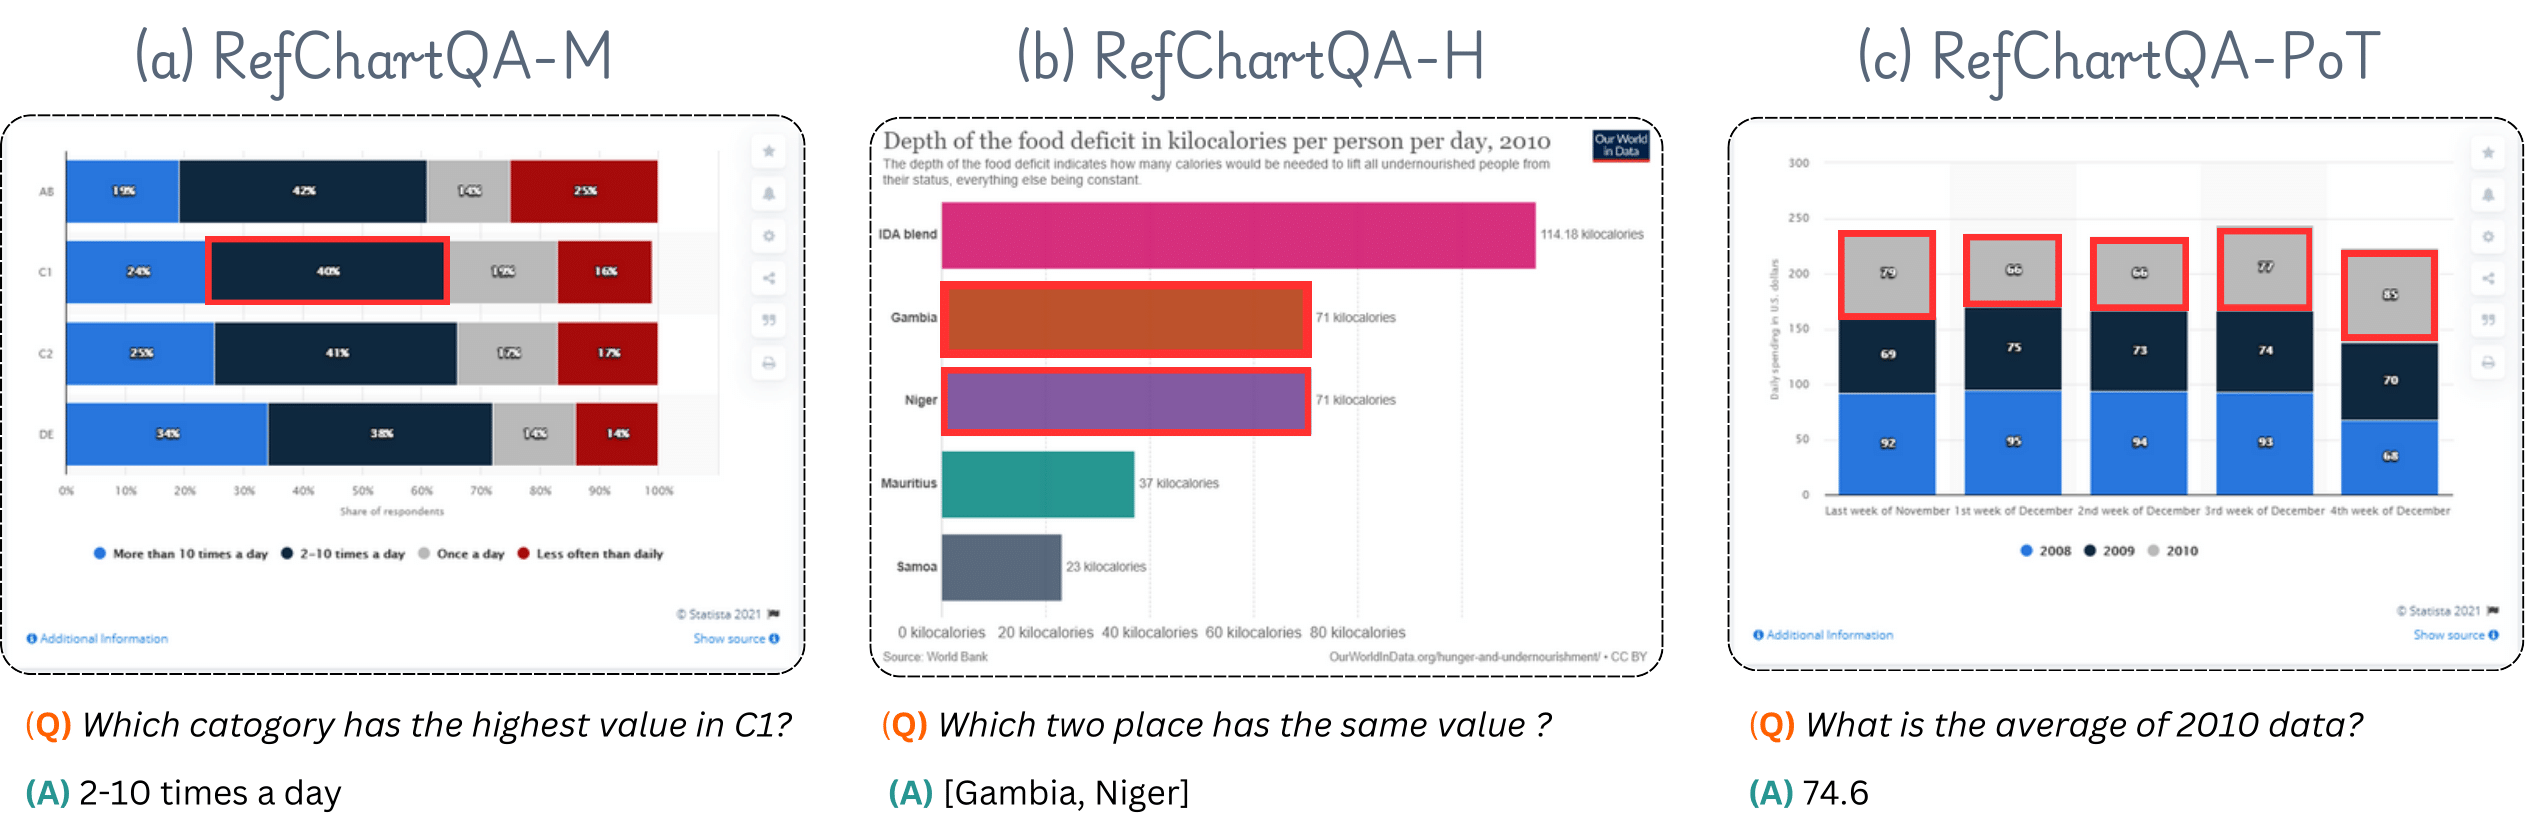 (a) RefChartQA-M
AB 19% 42% 14% 25%
C1 24% 40% 19% 16%
C2 25% 41% 17% 17%
DE 34% 38% 14% 14%
0% 10% 20% 30% 40% 50% 60% 70% 80% 90% 100%
Share of respondents
More than 10 times a day 2-10 times a day Once a day Less often than daily
© Statista 2021
Additional Information Show source
(Q) Which catogory has the highest value in C1?
(A) 2-10 times a day
(b) RefChartQA-H
Depth of the food deficit in kilocalories per person per day, 2010
Our World
in Data
The depth of the food deficit indicates how many calories would be needed to lift all undernourished people from
their status, everything else being constant.
IDA blend 114.18 kilocalories
Gambia 71 kilocalories
Niger 71 kilocalories
Mauritius 37 kilocalories
Samoa 23 kilocalories
0 kilocalories 20 kilocalories 40 kilocalories 60 kilocalories 80 kilocalories
Source: World Bank OurWorldInData.org/hunger-and-undernourishment/ • CC BY
(Q) Which two place has the same value ?
(A) [Gambia, Niger]
(c) RefChartQA-PoT
Daily spending in U.S. dollars
300
250
200
150
100
50
0
79 66 66 77 85
69 75 73 74 70
92 95 94 93 68
Last week of November 1st week of December 2nd week of December 3rd week of December 4th week of December
2008 2009 2010
© Statista 2021
Additional Information Show source
(Q) What is the average of 2010 data?
(A) 74.6